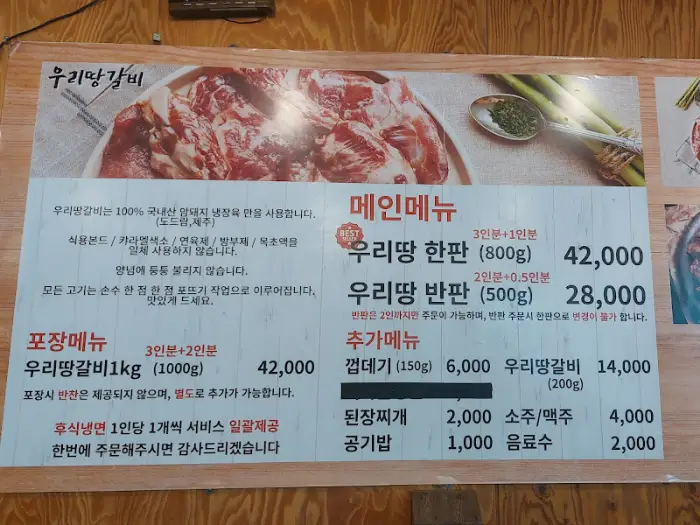 우리땅갈비
우리땅갈비는 100% 국내산 암돼지 냉장육 만을 사용합니다.
(도드람,제주)
식용본드 / 캬라멜색소 / 연육제 / 방부제 / 목초액을
일체 사용하지 않습니다.
양념에 둥둥 불리지 않습니다.
모든 고기는 손수 한 점 한 점 포뜨기 작업으로 이루어집니다.
맛있게 드세요.
포장메뉴
3인분+2인분
우리땅갈비1kg (1000g) 42,000
포장시 반찬은 제공되지 않으며, 별도로 추가가 가능합니다.
후식냉면 1인당 1개씩 서비스 일괄제공
한번에 주문해주시면 감사드리겠습니다
메인메뉴
BEST
3인분+1인분
우리땅 한판 (800g) 42,000
2인분+0.5인분
우리땅 반판 (500g) 28,000
반판은 2인까지만 주문이 가능하며, 반판 주문시 한판으로 변경이 불가 합니다.
추가메뉴
껍데기 (150g) 6,000
우리땅갈비 14,000
(200g)
된장찌개 2,000
소주/맥주 4,000
공기밥 1,000
음료수 2,000